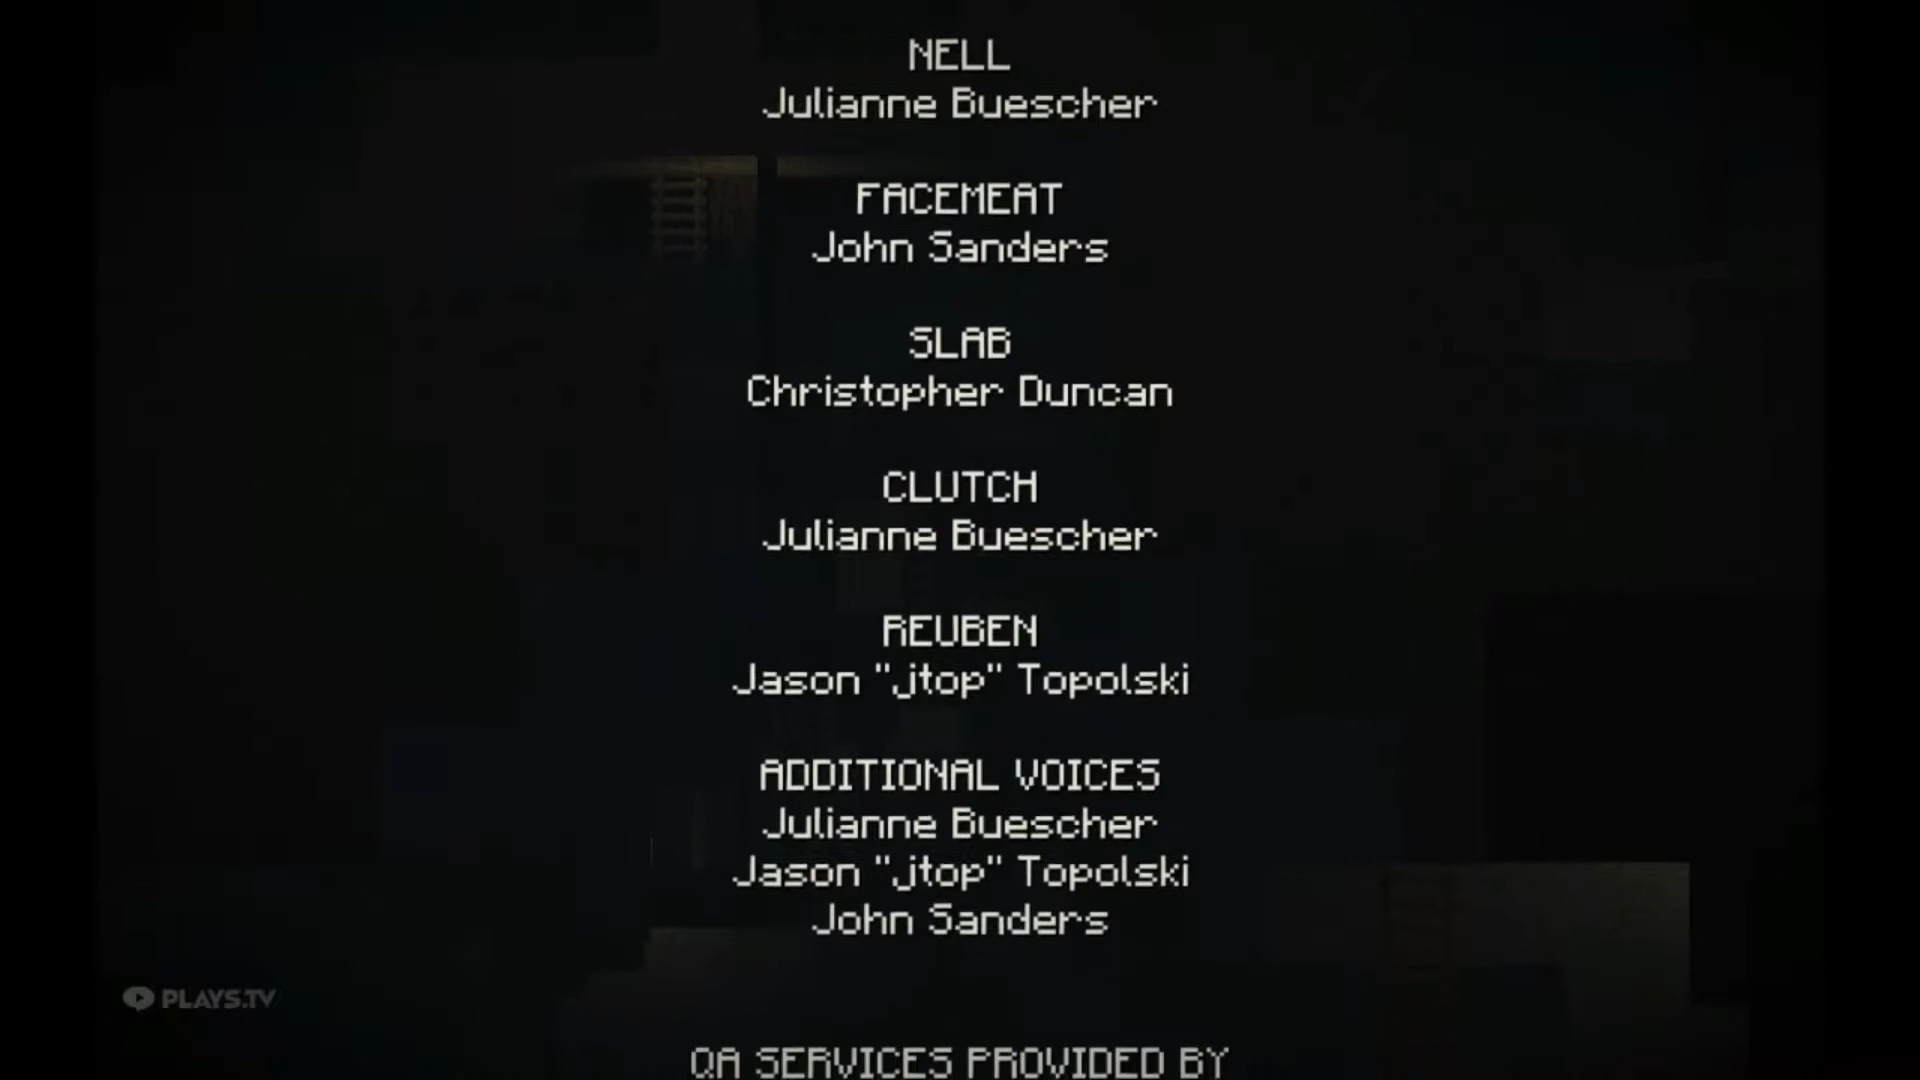 NELL
Julianne Buescher
FACEMEAT
John Sanders
SLAB
Christopher Duncan
CLUTCH
Julianne Buescher
REUBEN
Jason "jtop" Topolski
ADDITIONAL VOICES
Julianne Buescher
Jason "jtop" Topolski
John Sanders
PLAYS.TV
QA SERVICES PROVIDED BY